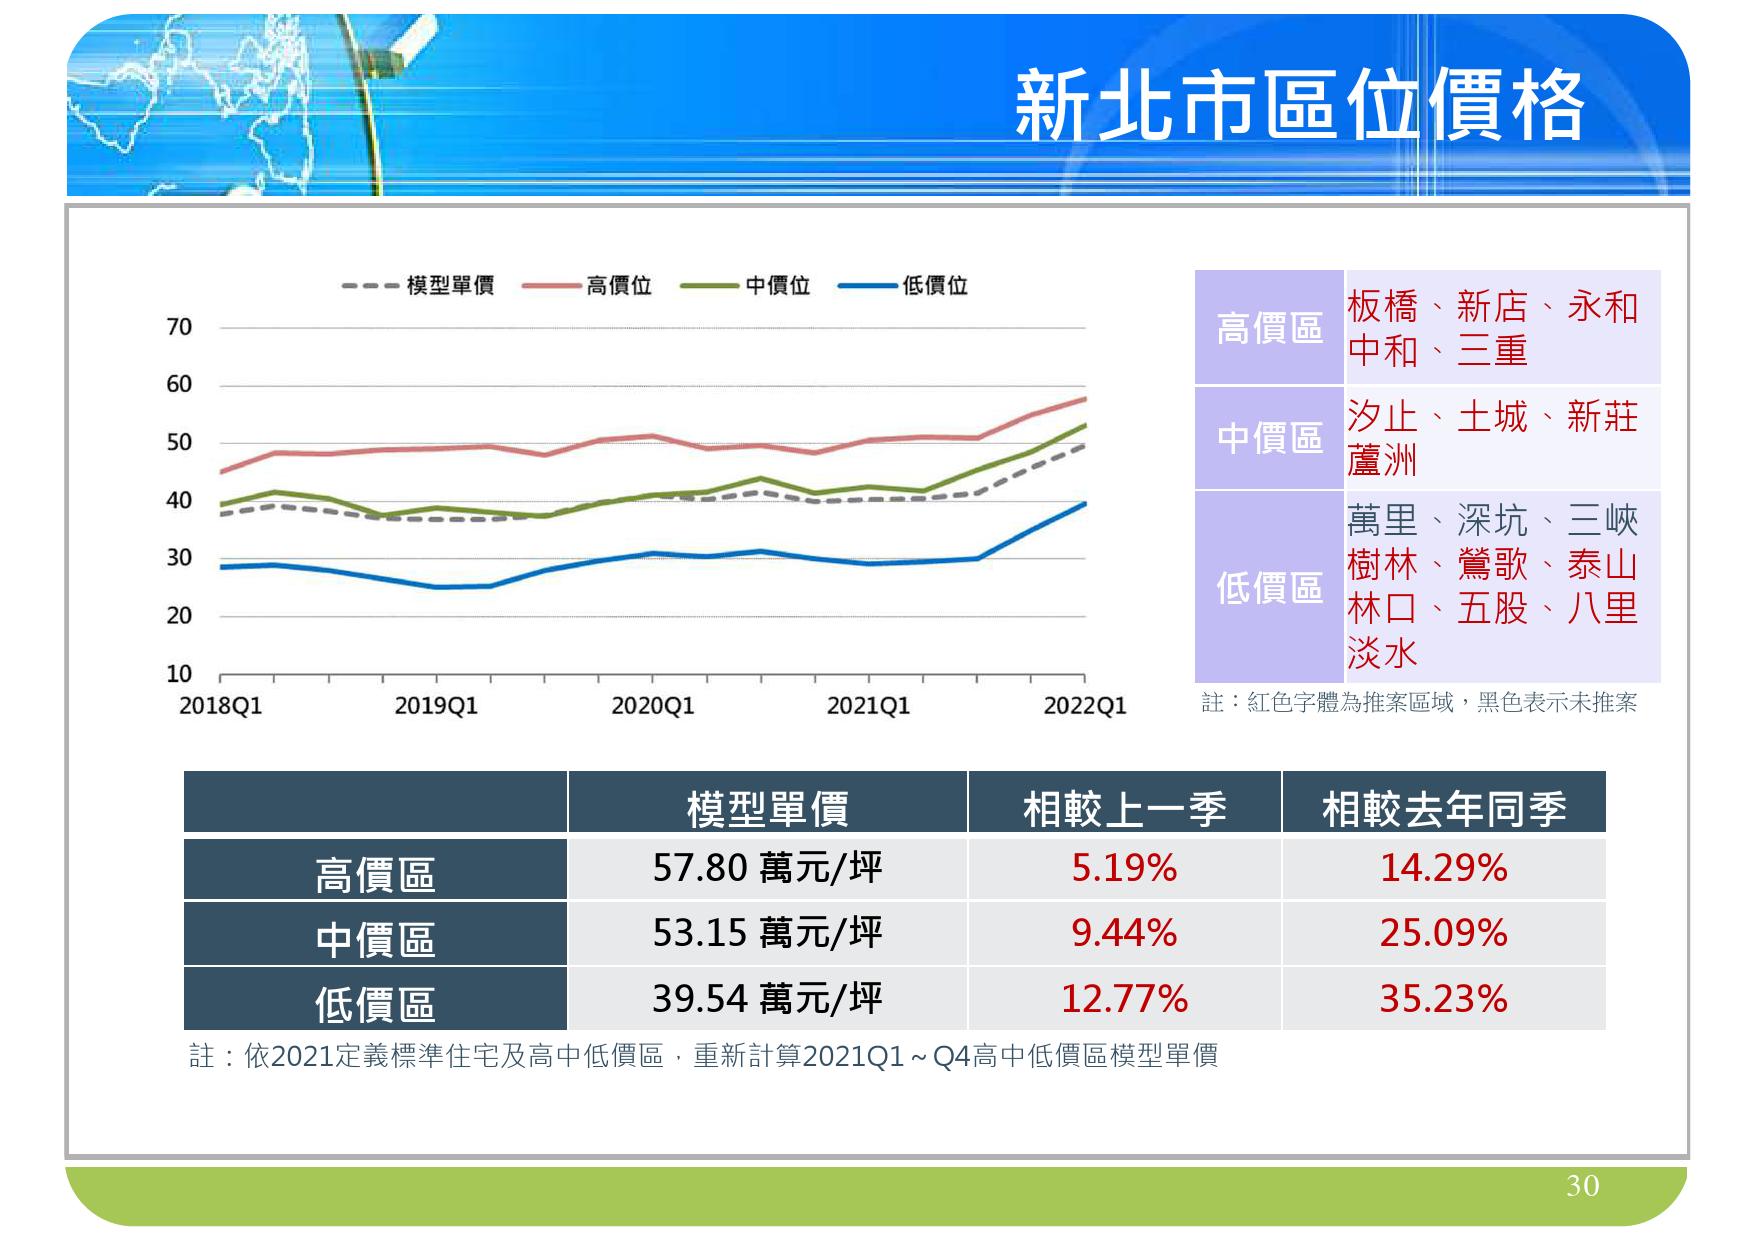 新北市區位價格
模型單價 高價位 中價位 低價位
70
60
50
40
30
20
10
2018Q1 2019Q1 2020Q1 2021Q1 2022Q1
高價區
板橋、新店、永和
中和、三重
中價區
汐止、土城、新莊
蘆洲
低價區
萬里、深坑、三峽
樹林、鶯歌、泰山
林口、五股、八里
淡水
註：紅色字體為推案區域，黑色表示未推案
模型單價 相較上一季 相較去年同季
高價區 57.80 萬元/坪 5.19% 14.29%
中價區 53.15 萬元/坪 9.44% 25.09%
低價區 39.54 萬元/坪 12.77% 35.23%
註：依2021定義標準住宅及高中低價區，重新計算2021Q1~Q4高中低價區模型單價
30